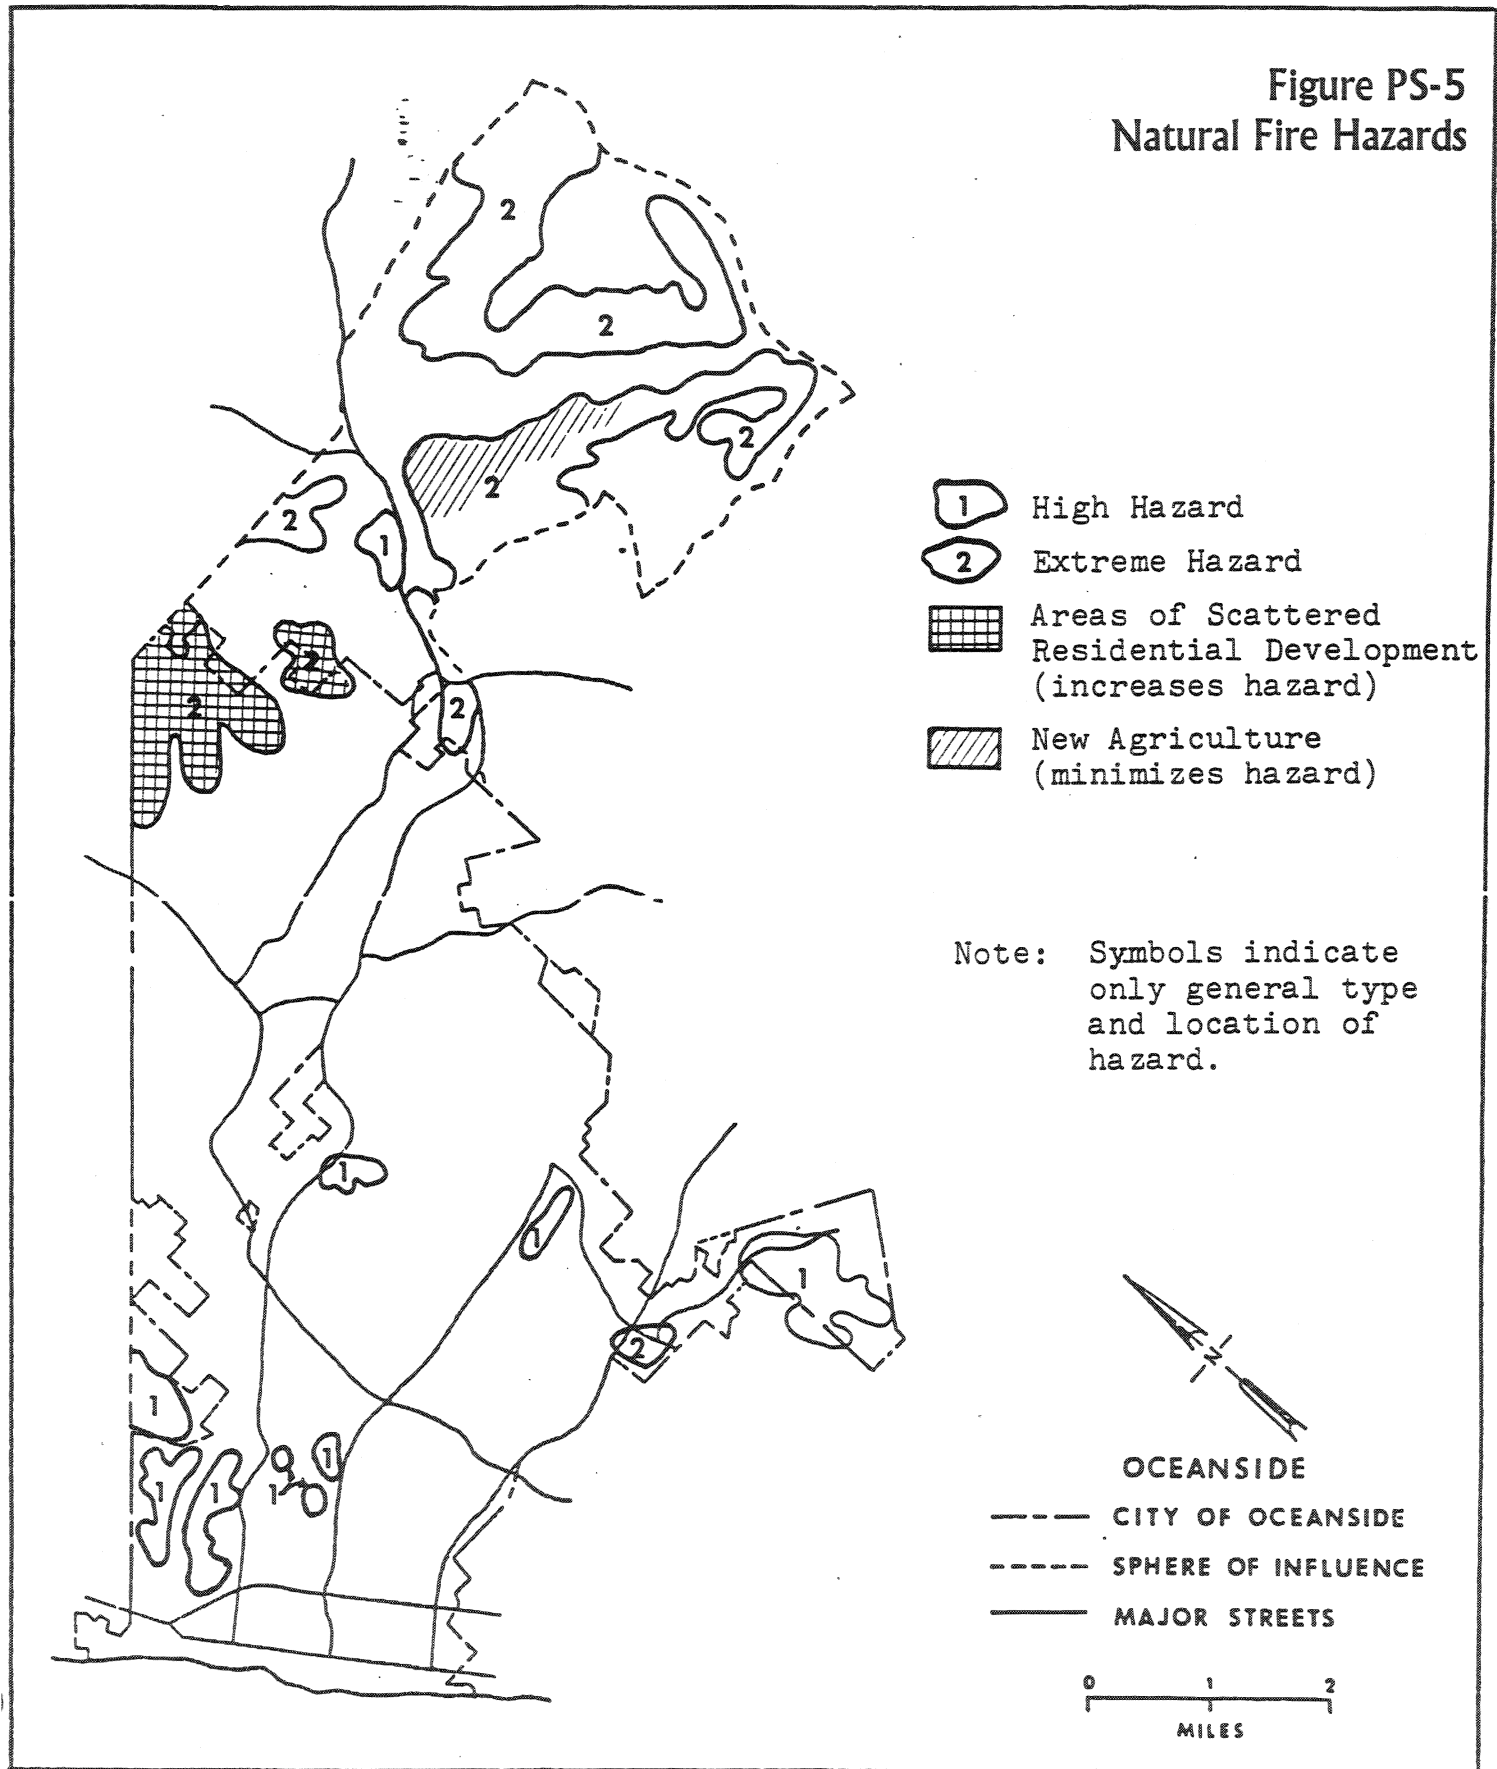 Figure PS-5
Natural Fire Hazards
2
2
2
2
2
1
2
2
2
1 High Hazard
2 Extreme Hazard
Areas of Scattered
Residential Development
(increases hazard)
New Agriculture
(minimizes hazard)
Note: Symbols indicate
only general type
and location of
hazard.
1
1
1
2
1
1
1
1
1
N
OCEANSIDE
CITY OF OCEANSIDE
SPHERE OF INFLUENCE
MAJOR STREETS
0 1 2
MILES